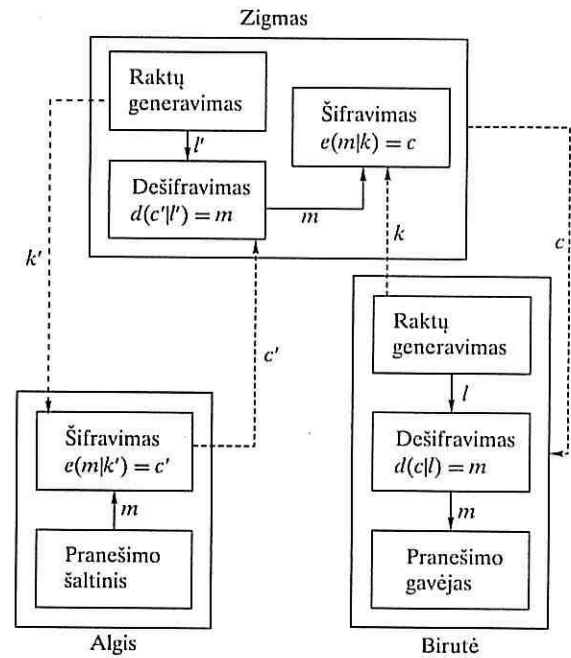 Zigmas
Raktų
generavimas
Šifravimas
e(m|k) = c
l′
Dešifravimas
d(c′|l′) = m
m
k
k′
c
c′
Raktų
generavimas
l
Šifravimas
e(m|k′) = c′
Dešifravimas
d(c|l) = m
m
m
Pranešimo
šaltinis
Pranešimo
gavėjas
Algis
Birutė